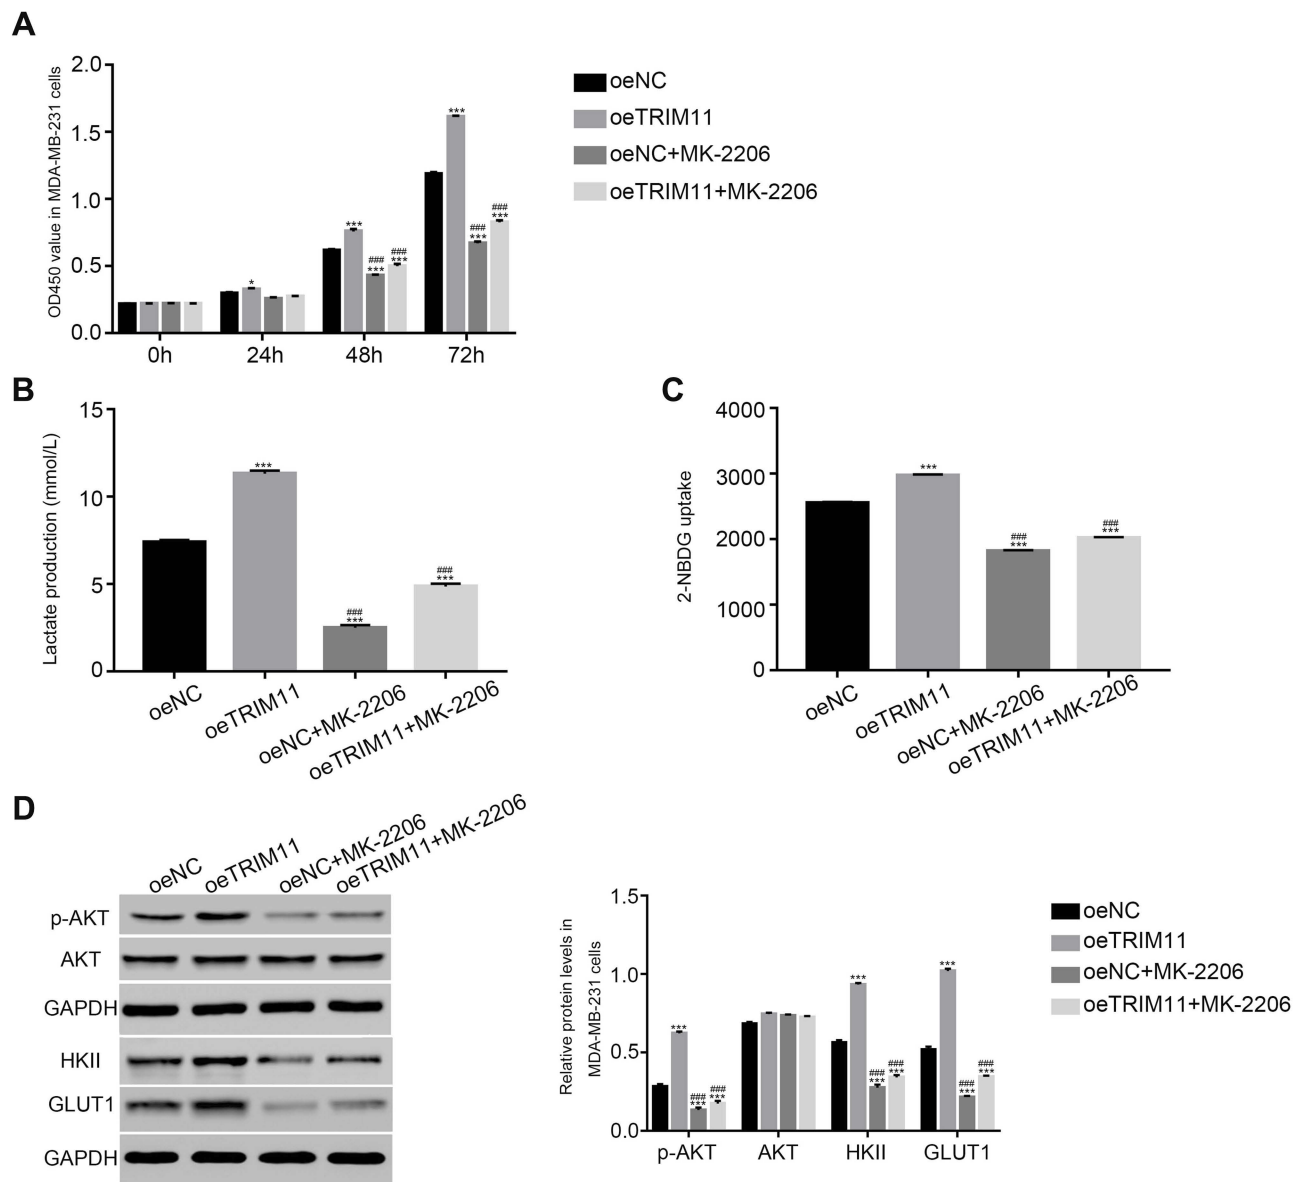 A
OD450 value in MDA-MB-231 cells
2.0
1.5
1.0
0.5
0.0
***
*
***
###
***
###
***
###
***
###
***
0h
24h
48h
72h
oeNC
oeTRIM11
oeNC+MK-2206
oeTRIM11+MK-2206
B
Lactate production (mmol/L)
15
10
5
0
***
###
***
###
***
oeNC
oeTRIM11
oeNC+MK-2206
oeTRIM11+MK-2206
C
2-NBDG uptake
4000
3000
2000
1000
0
***
###
***
###
***
oeNC
oeTRIM11
oeNC+MK-2206
oeTRIM11+MK-2206
D
oeNC
oeTRIM11
oeNC+MK-2206
oeTRIM11+MK-2206
p-AKT
AKT
GAPDH
HKII
GLUT1
GAPDH
Relative protein levels in
MDA-MB-231 cells
1.5
1.0
0.5
0.0
***
###
***
###
***
***
###
***
###
***
***
###
***
###
***
p-AKT
AKT
HKII
GLUT1
oeNC
oeTRIM11
oeNC+MK-2206
oeTRIM11+MK-2206